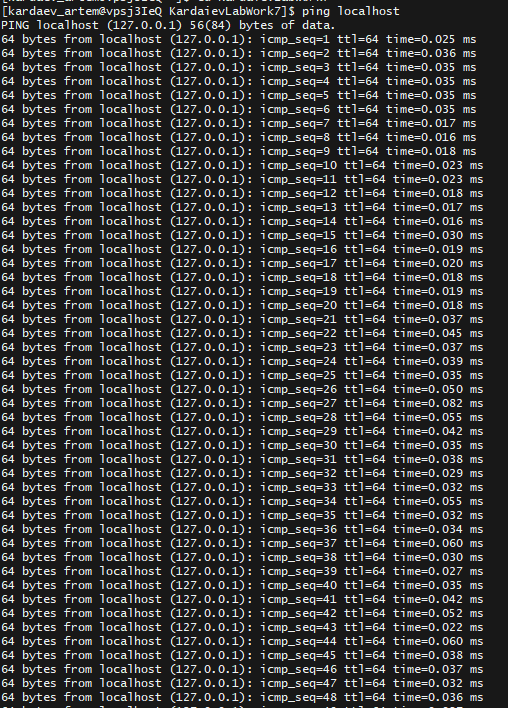 [kardaev_artem@vpsj3IeQ KardaievLabWork7]$ ping localhost
PING localhost (127.0.0.1) 56(84) bytes of data.
64 bytes from localhost (127.0.0.1): icmp_seq=1 ttl=64 time=0.025 ms
64 bytes from localhost (127.0.0.1): icmp_seq=2 ttl=64 time=0.036 ms
64 bytes from localhost (127.0.0.1): icmp_seq=3 ttl=64 time=0.035 ms
64 bytes from localhost (127.0.0.1): icmp_seq=4 ttl=64 time=0.035 ms
64 bytes from localhost (127.0.0.1): icmp_seq=5 ttl=64 time=0.035 ms
64 bytes from localhost (127.0.0.1): icmp_seq=6 ttl=64 time=0.035 ms
64 bytes from localhost (127.0.0.1): icmp_seq=7 ttl=64 time=0.017 ms
64 bytes from localhost (127.0.0.1): icmp_seq=8 ttl=64 time=0.016 ms
64 bytes from localhost (127.0.0.1): icmp_seq=9 ttl=64 time=0.018 ms
64 bytes from localhost (127.0.0.1): icmp_seq=10 ttl=64 time=0.023 ms
64 bytes from localhost (127.0.0.1): icmp_seq=11 ttl=64 time=0.023 ms
64 bytes from localhost (127.0.0.1): icmp_seq=12 ttl=64 time=0.018 ms
64 bytes from localhost (127.0.0.1): icmp_seq=13 ttl=64 time=0.017 ms
64 bytes from localhost (127.0.0.1): icmp_seq=14 ttl=64 time=0.016 ms
64 bytes from localhost (127.0.0.1): icmp_seq=15 ttl=64 time=0.030 ms
64 bytes from localhost (127.0.0.1): icmp_seq=16 ttl=64 time=0.019 ms
64 bytes from localhost (127.0.0.1): icmp_seq=17 ttl=64 time=0.020 ms
64 bytes from localhost (127.0.0.1): icmp_seq=18 ttl=64 time=0.018 ms
64 bytes from localhost (127.0.0.1): icmp_seq=19 ttl=64 time=0.019 ms
64 bytes from localhost (127.0.0.1): icmp_seq=20 ttl=64 time=0.018 ms
64 bytes from localhost (127.0.0.1): icmp_seq=21 ttl=64 time=0.037 ms
64 bytes from localhost (127.0.0.1): icmp_seq=22 ttl=64 time=0.045 ms
64 bytes from localhost (127.0.0.1): icmp_seq=23 ttl=64 time=0.037 ms
64 bytes from localhost (127.0.0.1): icmp_seq=24 ttl=64 time=0.039 ms
64 bytes from localhost (127.0.0.1): icmp_seq=25 ttl=64 time=0.035 ms
64 bytes from localhost (127.0.0.1): icmp_seq=26 ttl=64 time=0.050 ms
64 bytes from localhost (127.0.0.1): icmp_seq=27 ttl=64 time=0.082 ms
64 bytes from localhost (127.0.0.1): icmp_seq=28 ttl=64 time=0.055 ms
64 bytes from localhost (127.0.0.1): icmp_seq=29 ttl=64 time=0.042 ms
64 bytes from localhost (127.0.0.1): icmp_seq=30 ttl=64 time=0.035 ms
64 bytes from localhost (127.0.0.1): icmp_seq=31 ttl=64 time=0.038 ms
64 bytes from localhost (127.0.0.1): icmp_seq=32 ttl=64 time=0.029 ms
64 bytes from localhost (127.0.0.1): icmp_seq=33 ttl=64 time=0.032 ms
64 bytes from localhost (127.0.0.1): icmp_seq=34 ttl=64 time=0.055 ms
64 bytes from localhost (127.0.0.1): icmp_seq=35 ttl=64 time=0.032 ms
64 bytes from localhost (127.0.0.1): icmp_seq=36 ttl=64 time=0.034 ms
64 bytes from localhost (127.0.0.1): icmp_seq=37 ttl=64 time=0.060 ms
64 bytes from localhost (127.0.0.1): icmp_seq=38 ttl=64 time=0.030 ms
64 bytes from localhost (127.0.0.1): icmp_seq=39 ttl=64 time=0.027 ms
64 bytes from localhost (127.0.0.1): icmp_seq=40 ttl=64 time=0.035 ms
64 bytes from localhost (127.0.0.1): icmp_seq=41 ttl=64 time=0.042 ms
64 bytes from localhost (127.0.0.1): icmp_seq=42 ttl=64 time=0.052 ms
64 bytes from localhost (127.0.0.1): icmp_seq=43 ttl=64 time=0.022 ms
64 bytes from localhost (127.0.0.1): icmp_seq=44 ttl=64 time=0.060 ms
64 bytes from localhost (127.0.0.1): icmp_seq=45 ttl=64 time=0.038 ms
64 bytes from localhost (127.0.0.1): icmp_seq=46 ttl=64 time=0.037 ms
64 bytes from localhost (127.0.0.1): icmp_seq=47 ttl=64 time=0.032 ms
64 bytes from localhost (127.0.0.1): icmp_seq=48 ttl=64 time=0.036 ms